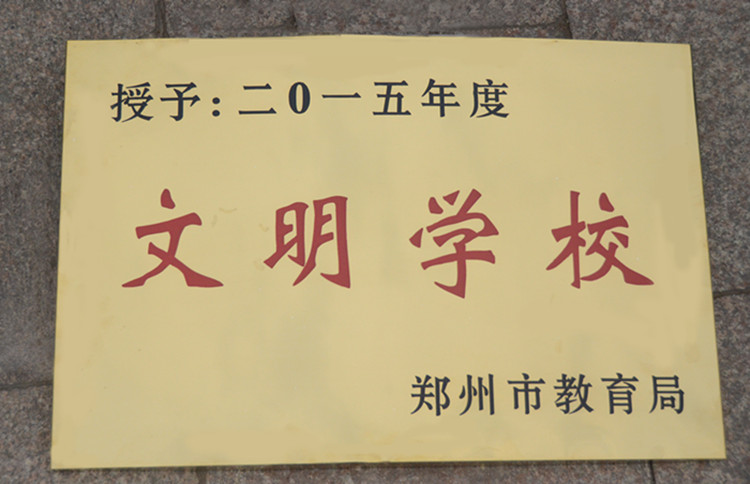 授予:二0一五年度
文明学校
郑州市教育局